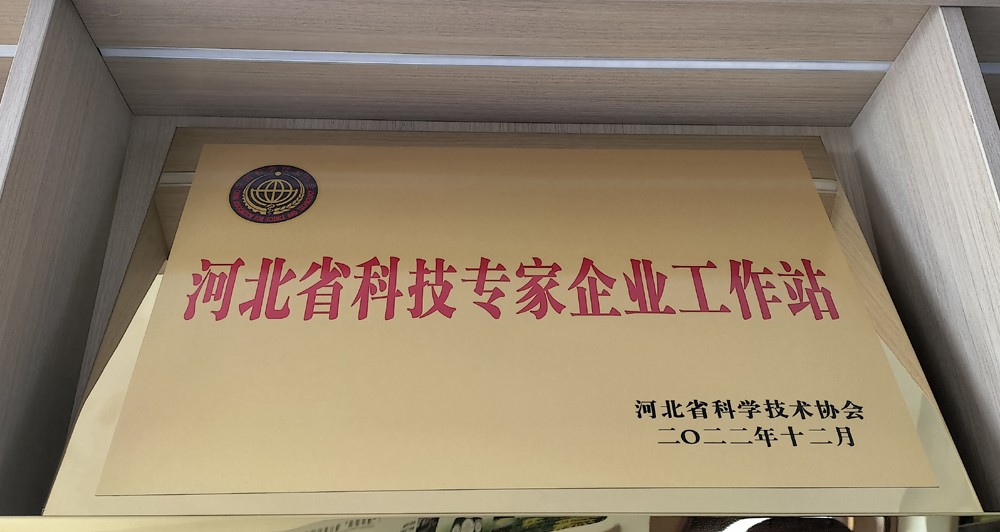 河北省科技专家企业工作站
河北省科学技术协会
二〇二二年十二月